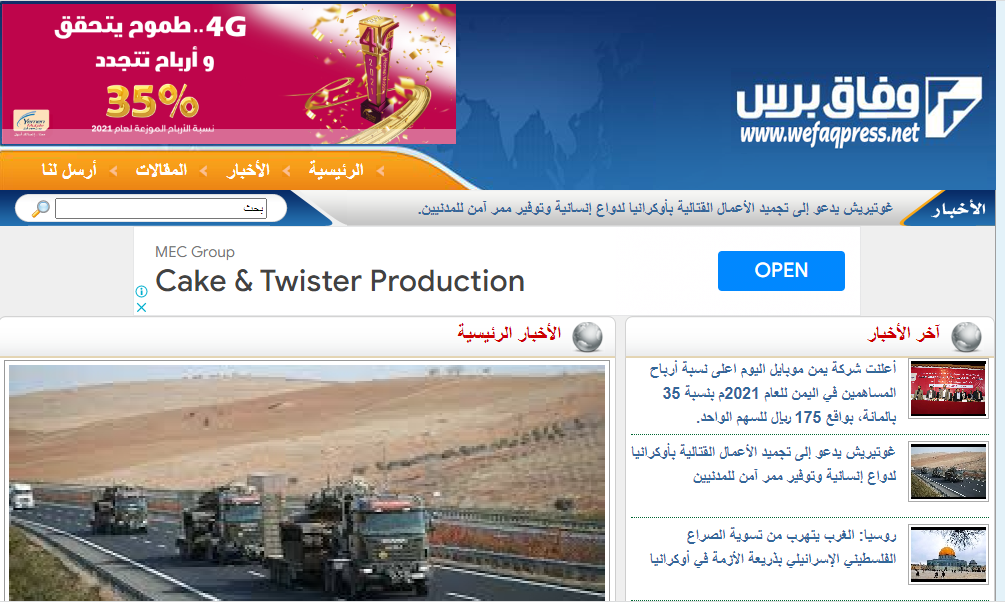 4G..طموح يتحقق
و أرباح تتجدد
35%
نسبة الأرباح الموزعة لعام 2021
Yemen
Mobile
وفاق برس
www.wefaqpress.net
الرئيسية
الأخبار
المقالات
أرسل لنا
الأخبار
غوتيريش يدعو إلى تجميد الأعمال القتالية بأوكرانيا لدواع إنسانية وتوفير ممر آمن للمدنيين.
بحث
MEC Group
Cake & Twister Production
OPEN
آخر الأخبار
أعلنت شركة يمن موبايل اليوم اعلى نسبة أرباح
المساهمين في اليمن للعام 2021م بنسبة 35
بالمائة، بواقع 175 ريال للسهم الواحد.
غوتيريش يدعو إلى تجميد الأعمال القتالية بأوكرانيا
لدواع إنسانية وتوفير ممر آمن للمدنيين
روسيا: الغرب يتهرب من تسوية الصراع
الفلسطيني الإسرائيلي بذريعة الأزمة في أوكرانيا
الأخبار الرئيسية